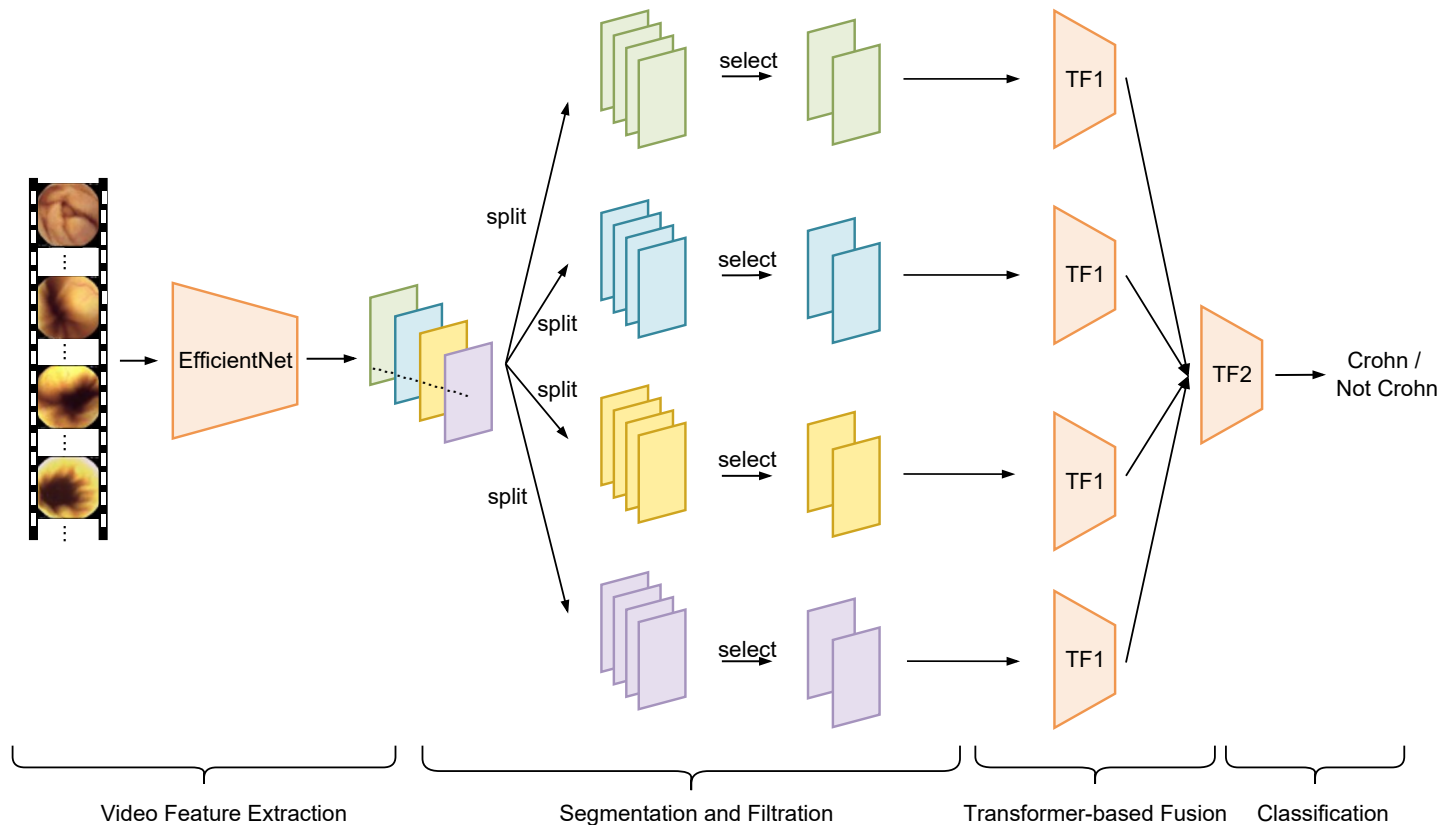 select
TF1
split
select
TF1
split
EfficientNet
split
TF2
Crohn /
Not Crohn
split
select
TF1
select
TF1
Video Feature Extraction
Segmentation and Filtration
Transformer-based Fusion
Classification